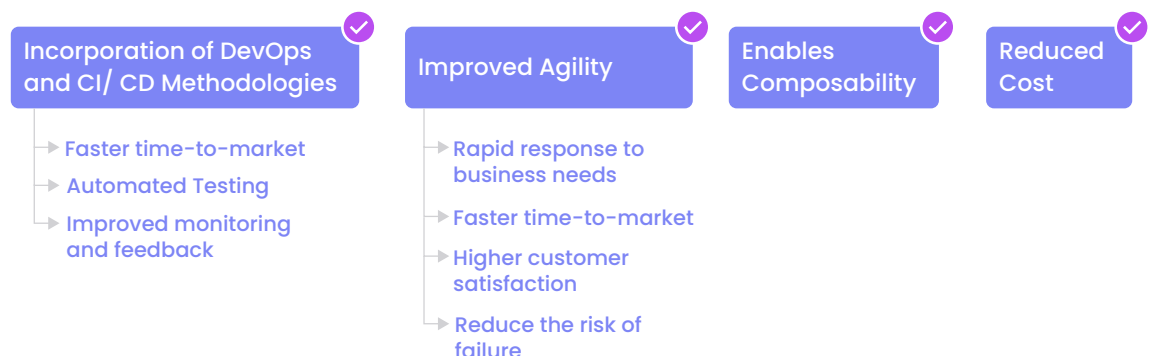 Incorporation of DevOps
and CI/ CD Methodologies
Faster time-to-market
Automated Testing
Improved monitoring
and feedback
Improved Agility
Rapid response to
business needs
Faster time-to-market
Higher customer
satisfaction
Reduce the risk of
failure
Enables
Composability
Reduced
Cost